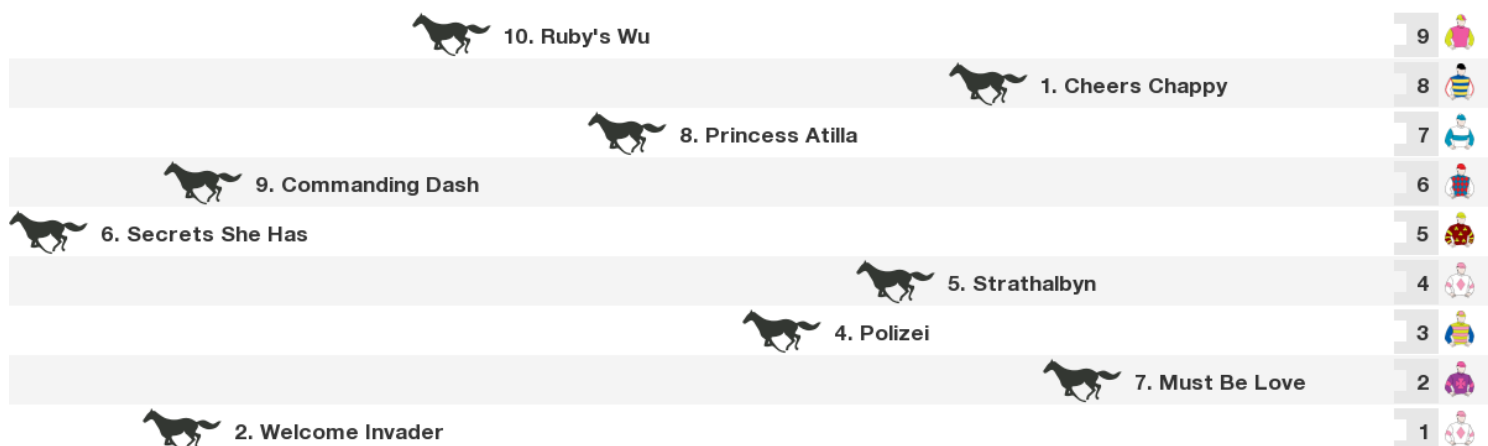 10. Ruby's Wu 9
1. Cheers Chappy 8
8. Princess Atilla 7
9. Commanding Dash 6
6. Secrets She Has 5
5. Strathalbyn 4
4. Polizei 3
7. Must Be Love 2
2. Welcome Invader 1